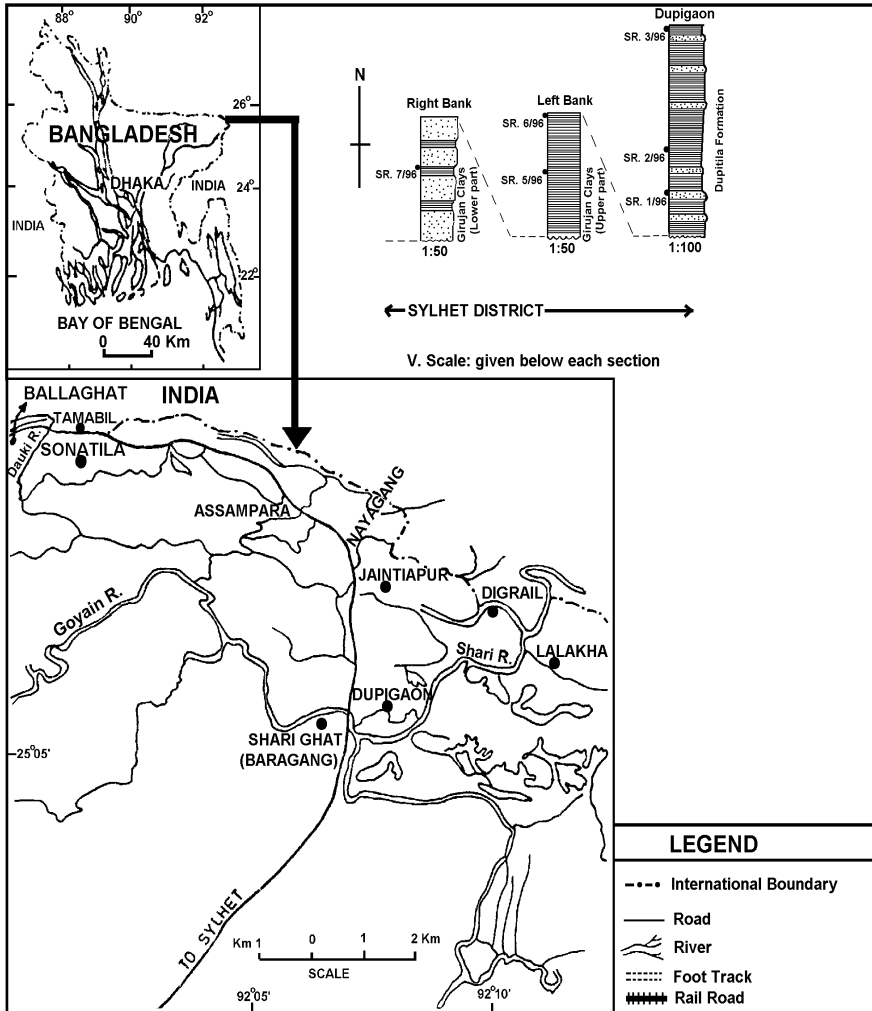 88° 90° 92°
26°
BANGLADESH
DHAKA
INDIA
24°
INDIA
22°
BAY OF BENGAL
0 40 Km
N
Right Bank
SR. 7/96
Girujan Clays
(Lower part)
1:50
Left Bank
SR. 6/96
SR. 5/96
Girujan Clays
(Upper part)
1:50
Dupigaon
SR. 3/96
SR. 2/96
SR. 1/96
Dupitila Formation
1:100
SYLHET DISTRICT
V. Scale: given below each section
BALLAGHAT
INDIA
TAMABIL
Dauki R.
SONATILA
ASSAMPARA
NAYAGANG
JAINTIAPUR
DIGRAIL
Goyain R.
Shari R.
LALAKHA
DUPIGAON
SHARI GHAT
(BARAGANG)
25°05'
TO SYLHET
Km 1 0 1 2 Km
SCALE
92°05' 92°10'
LEGEND
International Boundary
Road
River
Foot Track
Rail Road